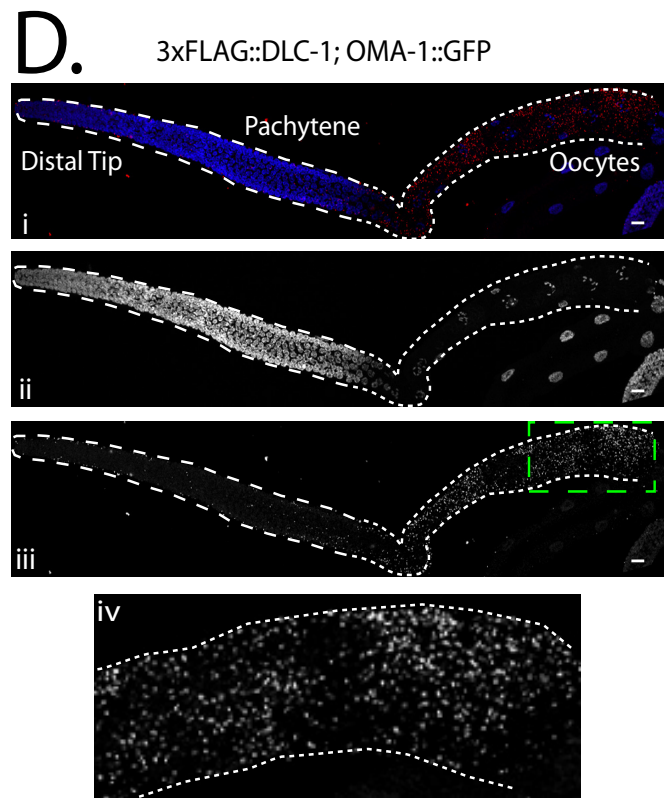 D.
3xFLAG::DLC-1; OMA-1::GFP
Pachytene
Distal Tip
Oocytes
i
ii
iii
iv